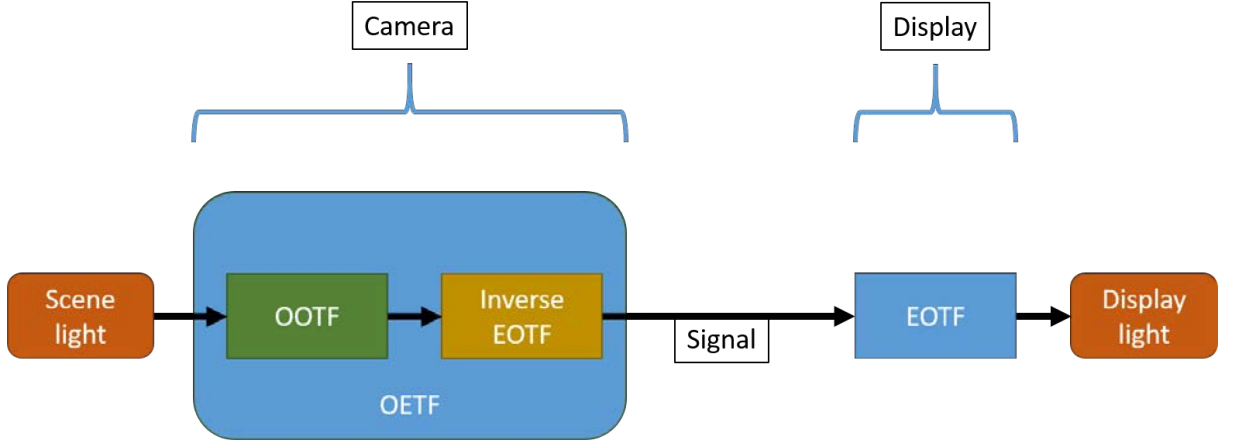 Camera
Display
Scene
light
OOTF
Inverse
EOTF
OETF
Signal
EOTF
Display
light